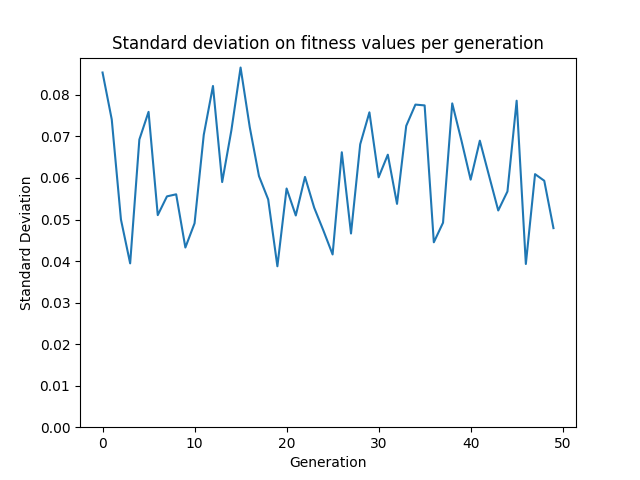 Standard deviation on fitness values per generation
Standard Deviation
0.08
0.07
0.06
0.05
0.04
0.03
0.02
0.01
0.00
0 10 20 30 40 50
Generation